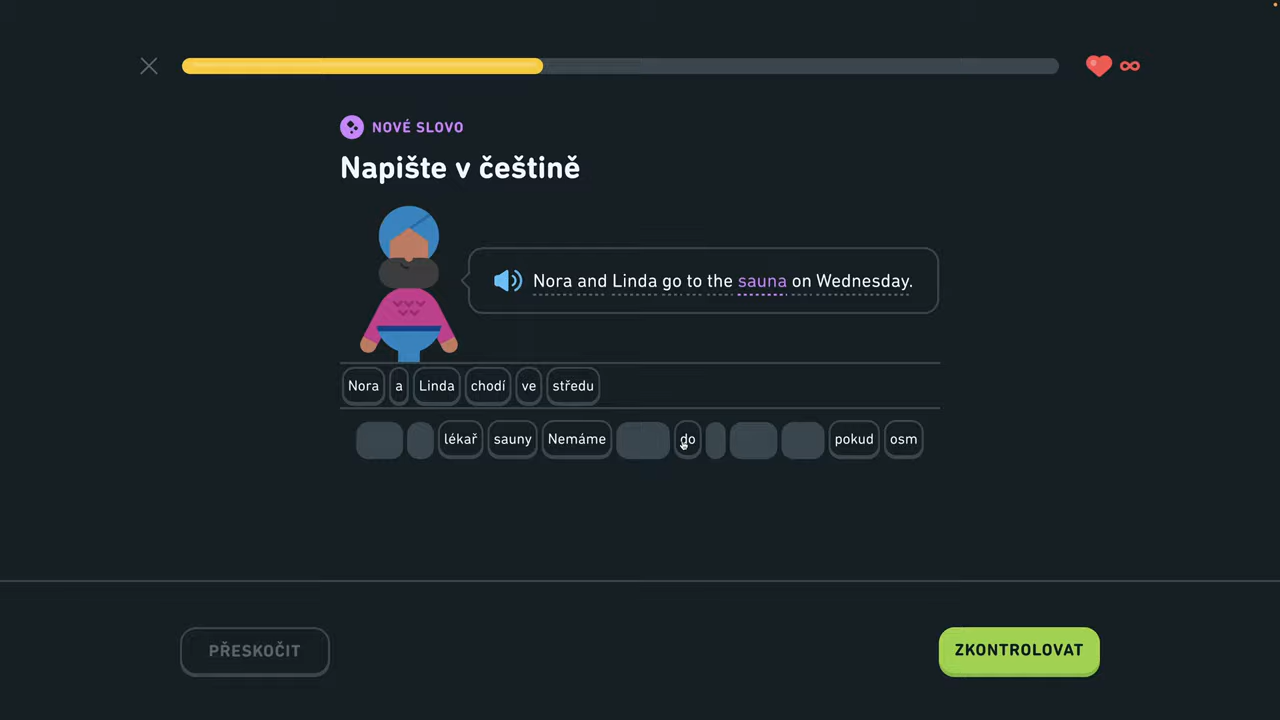 NOVÉ SLOVO
Napište v češtině
Nora and Linda go to the sauna on Wednesday.
Nora a Linda chodí ve středu
lékař sauny Nemáme do pokud osm
PŘESKOČIT
ZKONTROLOVAT